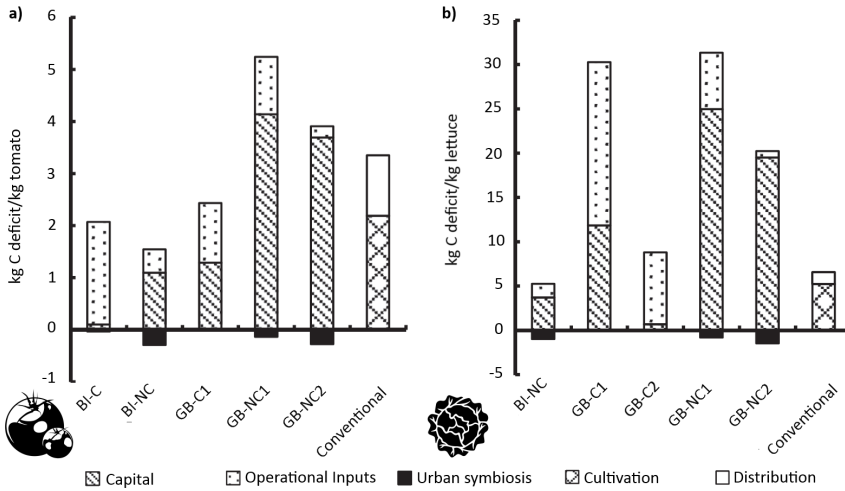 a)
kg C deficit/kg tomato
6
5
4
3
2
1
0
-1
BI-C
BI-NC
GB-C1
GB-NC1
GB-NC2
Conventional
b)
kg C deficit/kg lettuce
35
30
25
20
15
10
5
0
-5
BI-NC
GB-C1
GB-C2
GB-NC1
GB-NC2
Conventional
Capital
Operational Inputs
Urban symbiosis
Cultivation
Distribution